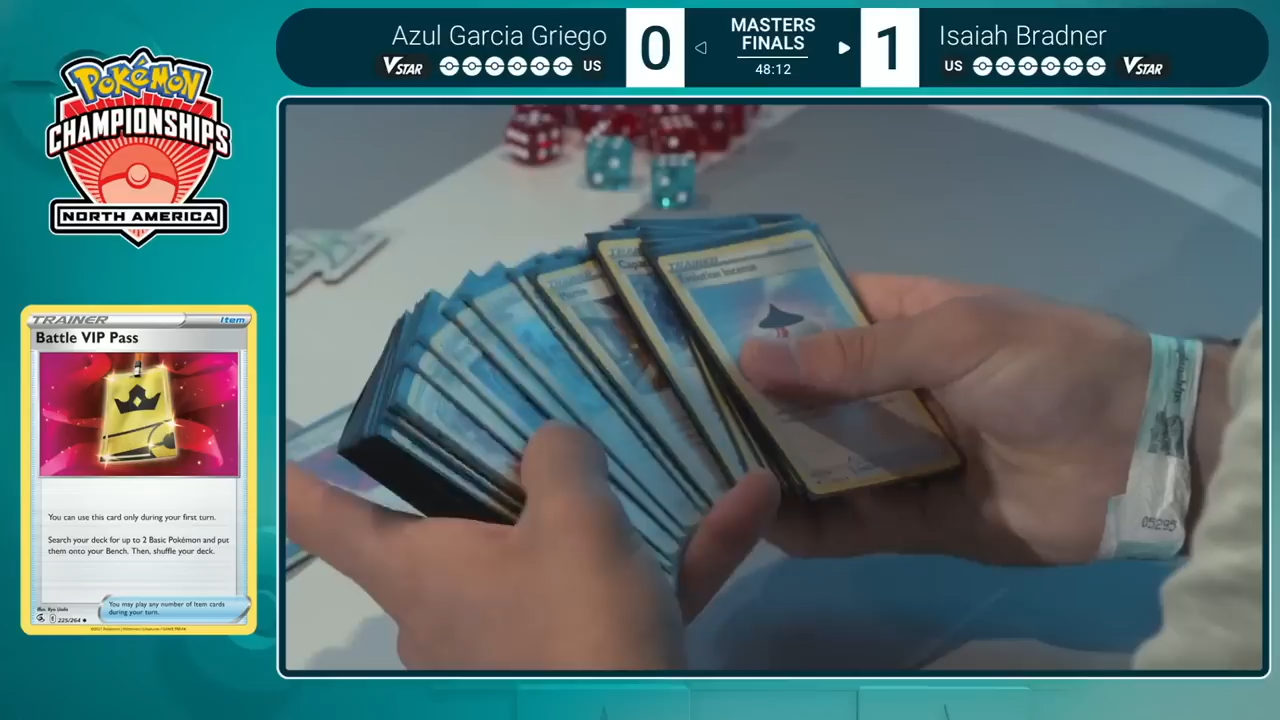 Azul Garcia Griego
VSTAR
US
0
MASTERS
FINALS
48:12
1
Isaiah Bradner
US
VSTAR
Pokémon
CHAMPIONSHIPS
NORTH AMERICA
TRAINER
Item
Battle VIP Pass
You can use this card only during your first turn.
Search your deck for up to 2 Basic Pokémon and put
them onto your Bench. Then, shuffle your deck.
You may play any number of Item cards
during your turn.
225/264
TRAINER
Evolution Incense
05295